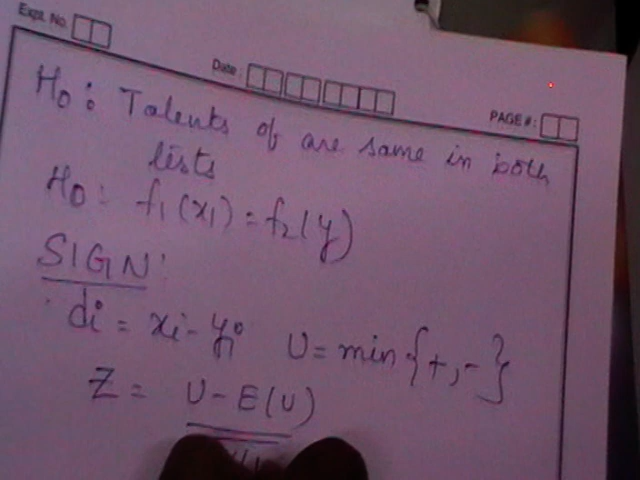 Expt. No.
Date :
PAGE # :
H0 : Talents of are same in both
lists
H0 : f1(x1) = f2(y)
SIGN :
di = xi - yi U = min {+, -}
Z = U - E(U)